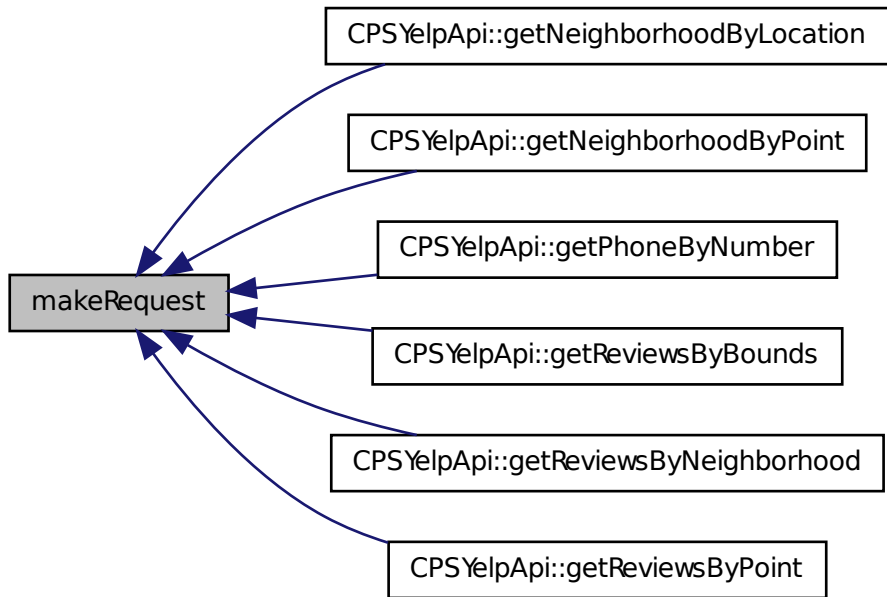 CPSYelpApi::getNeighborhoodByLocation
CPSYelpApi::getNeighborhoodByPoint
CPSYelpApi::getPhoneByNumber
makeRequest
CPSYelpApi::getReviewsByBounds
CPSYelpApi::getReviewsByNeighborhood
CPSYelpApi::getReviewsByPoint